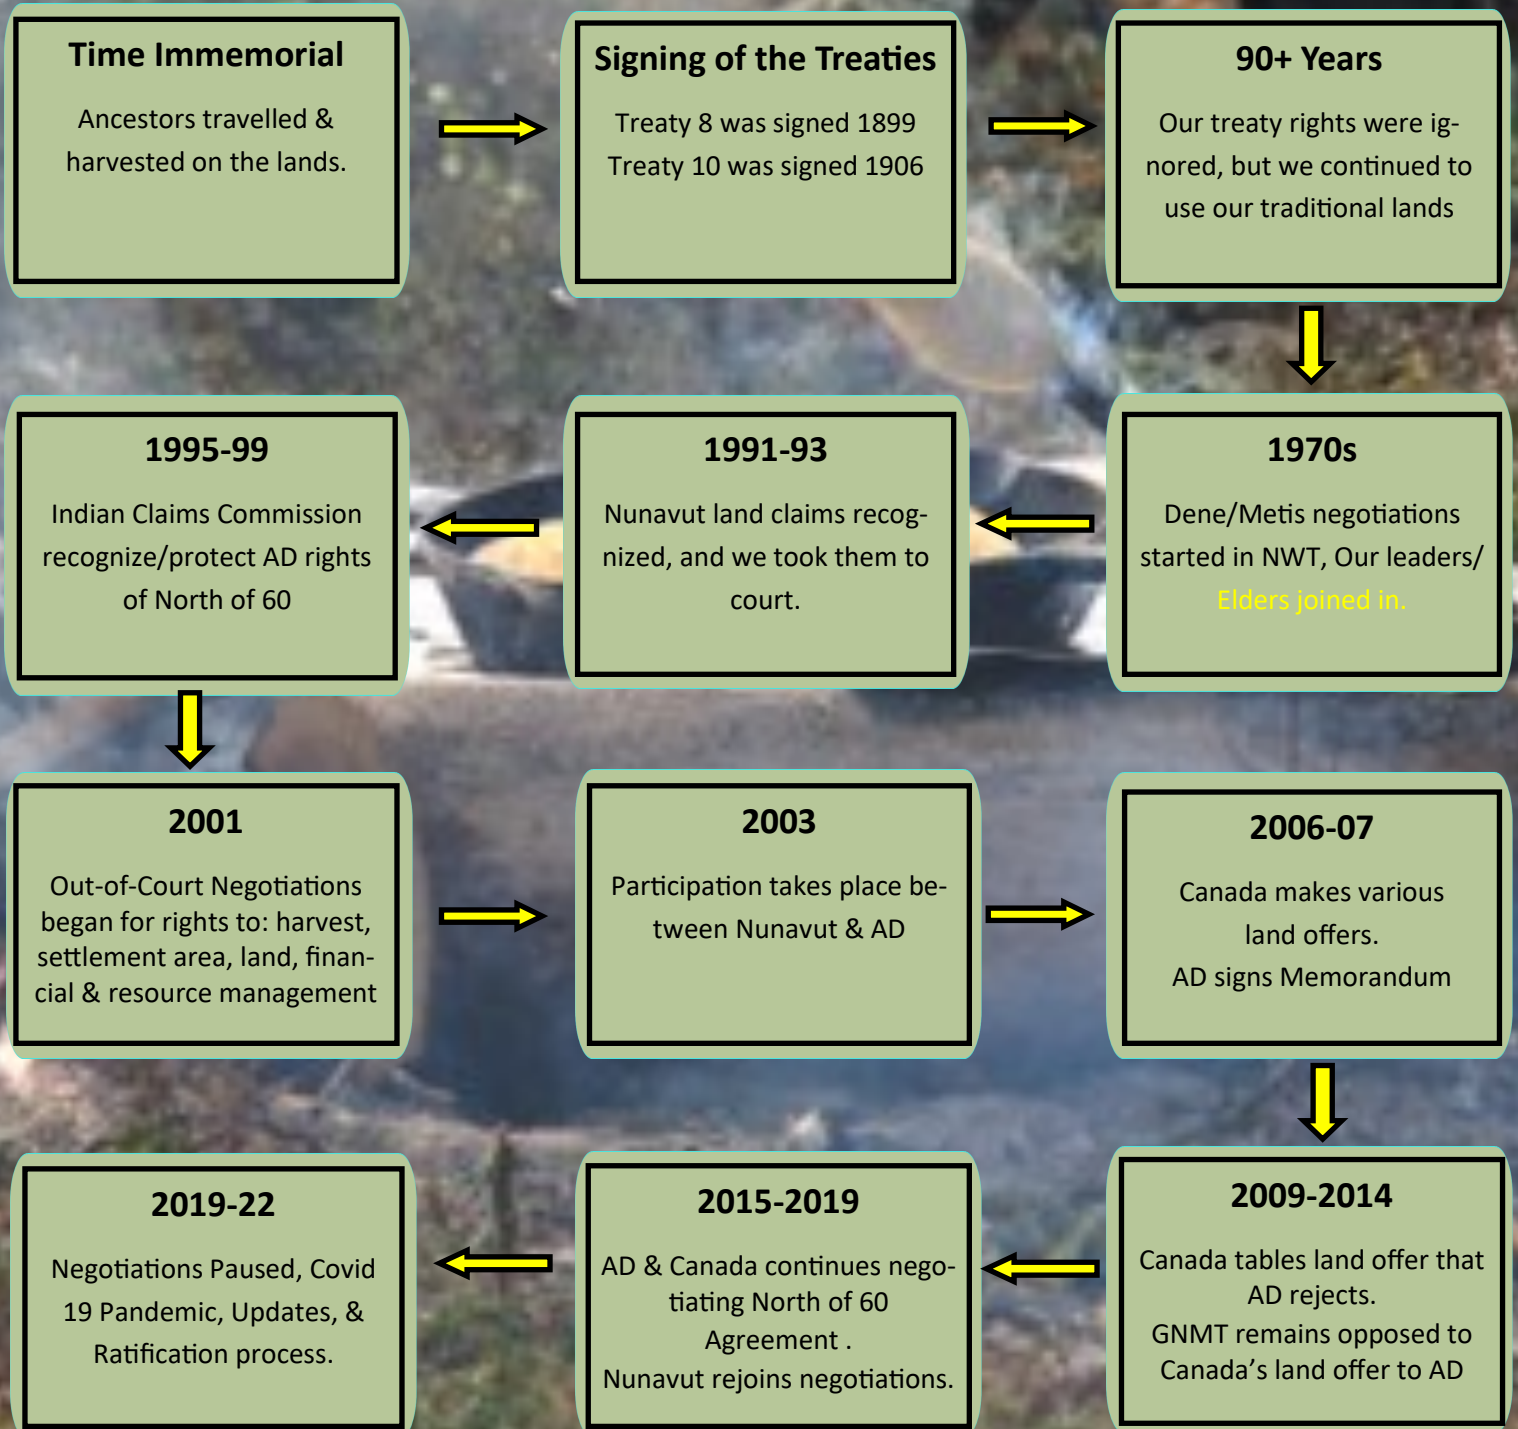 Time Immemorial
Ancestors travelled &
harvested on the lands.
Signing of the Treaties
Treaty 8 was signed 1899
Treaty 10 was signed 1906
90+ Years
Our treaty rights were ig-
nored, but we continued to
use our traditional lands
1970s
Dene/Metis negotiations
started in NWT, Our leaders/
Elders joined in.
1991-93
Nunavut land claims recog-
nized, and we took them to
court.
1995-99
Indian Claims Commission
recognize/protect AD rights
of North of 60
2001
Out-of-Court Negotiations
began for rights to: harvest,
settlement area, land, finan-
cial & resource management
2003
Participation takes place be-
tween Nunavut & AD
2006-07
Canada makes various
land offers.
AD signs Memorandum
2009-2014
Canada tables land offer that
AD rejects.
GNMT remains opposed to
Canada’s land offer to AD
2015-2019
AD & Canada continues nego-
tiating North of 60
Agreement .
Nunavut rejoins negotiations.
2019-22
Negotiations Paused, Covid
19 Pandemic, Updates, &
Ratification process.